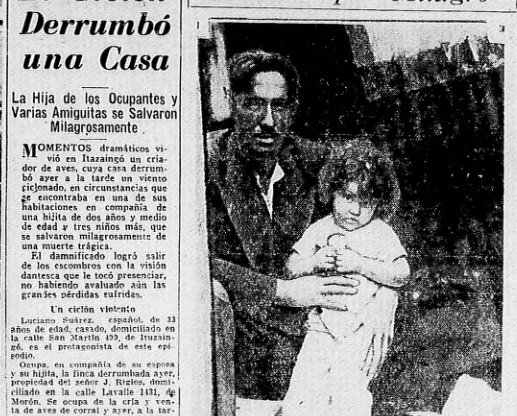 Derrumbó
una Casa
La Hija de los Ocupantes y
Varias Amiguitas se Salvaron
Milagrosamente
MOMENTOS dramáticos vi-
vió en Itazaingó un cria-
dor de aves, cuya casa derrum-
bó ayer a la tarde un viento
ciclonado, en circunstancias que
se encontraba en una de sus
habitaciones en compañía de
una hijita de dos años y medio
de edad y tres niños más, que
se salvaron milagrosamente de
una muerte trágica.
El damnificado logró salir
de los escombros con la visión
dantesca que le tocó presenciar,
no habiendo avaluado aún las
grandes pérdidas sufridas.
Un ciclón violento
Luciano Suárez, español, de 33
años de edad, casado, domiciliado en
la calle San Martín 499, de Ituzain-
gó, es el protagonista de este epi-
sodio.
Ocupa, en compañía de su esposa
y su hijita, la finca derrumbada ayer,
propiedad del señor J. Riglos, domi-
ciliado en la calle Lavalle 1431, de
Morón. Se ocupa de la cría y ven-
ta de aves de corral y ayer, a la tar-